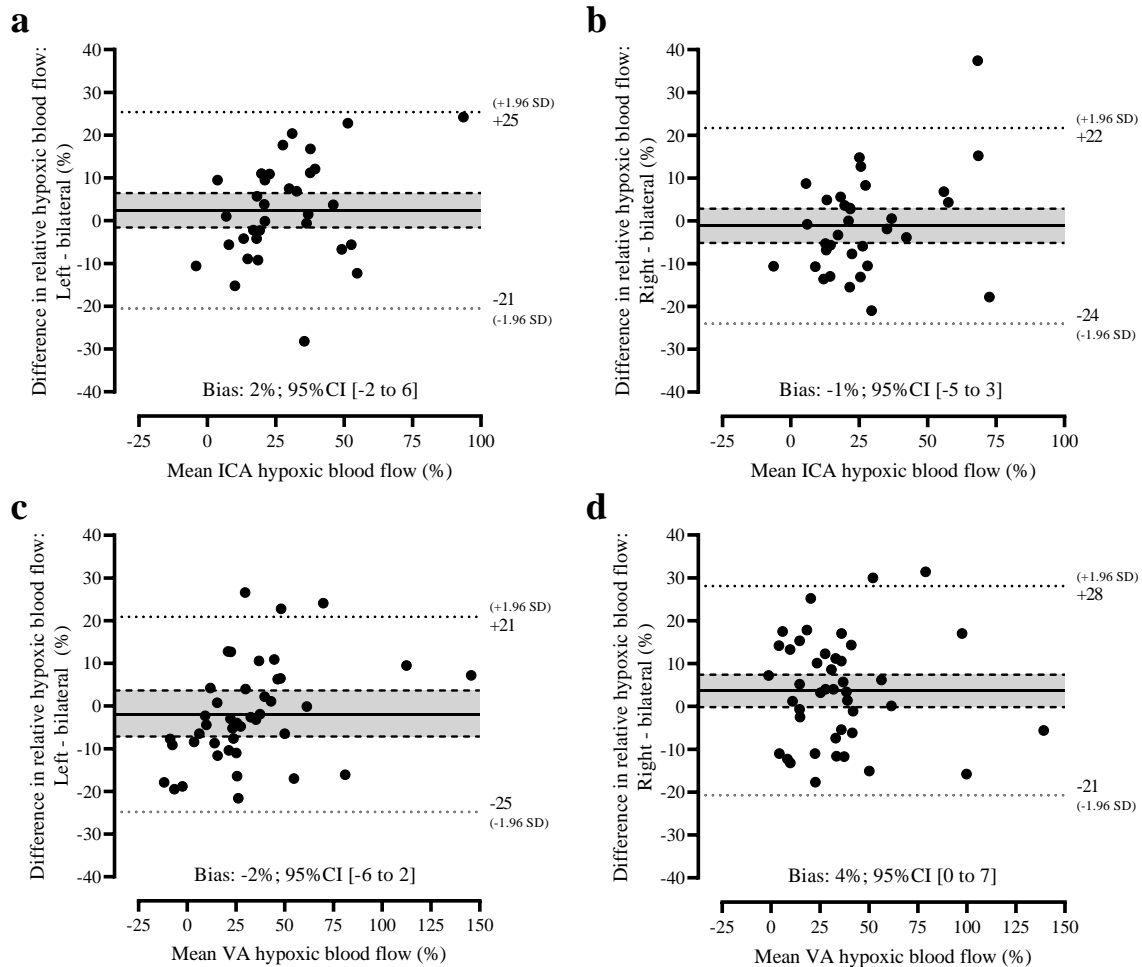 a
Difference in relative hypoxic blood flow:
Left - bilateral (%)
40
30
20
10
0
-10
-20
-30
-40
(+1.96 SD)
+25
-21
(-1.96 SD)
Bias: 2%; 95%CI [-2 to 6]
-25
0
25
50
75
100
Mean ICA hypoxic blood flow (%)
b
Difference in relative hypoxic blood flow:
Right - bilateral (%)
40
30
20
10
0
-10
-20
-30
-40
(+1.96 SD)
+22
-24
(-1.96 SD)
Bias: -1%; 95%CI [-5 to 3]
-25
0
25
50
75
100
Mean ICA hypoxic blood flow (%)
c
Difference in relative hypoxic blood flow:
Left - bilateral (%)
40
30
20
10
0
-10
-20
-30
-40
(+1.96 SD)
+21
-25
(-1.96 SD)
Bias: -2%; 95%CI [-6 to 2]
-25
0
25
50
75
100
125
150
Mean VA hypoxic blood flow (%)
d
Difference in relative hypoxic blood flow:
Right - bilateral (%)
40
30
20
10
0
-10
-20
-30
-40
(+1.96 SD)
+28
-21
(-1.96 SD)
Bias: 4%; 95%CI [0 to 7]
-25
0
25
50
75
100
125
150
Mean VA hypoxic blood flow (%)